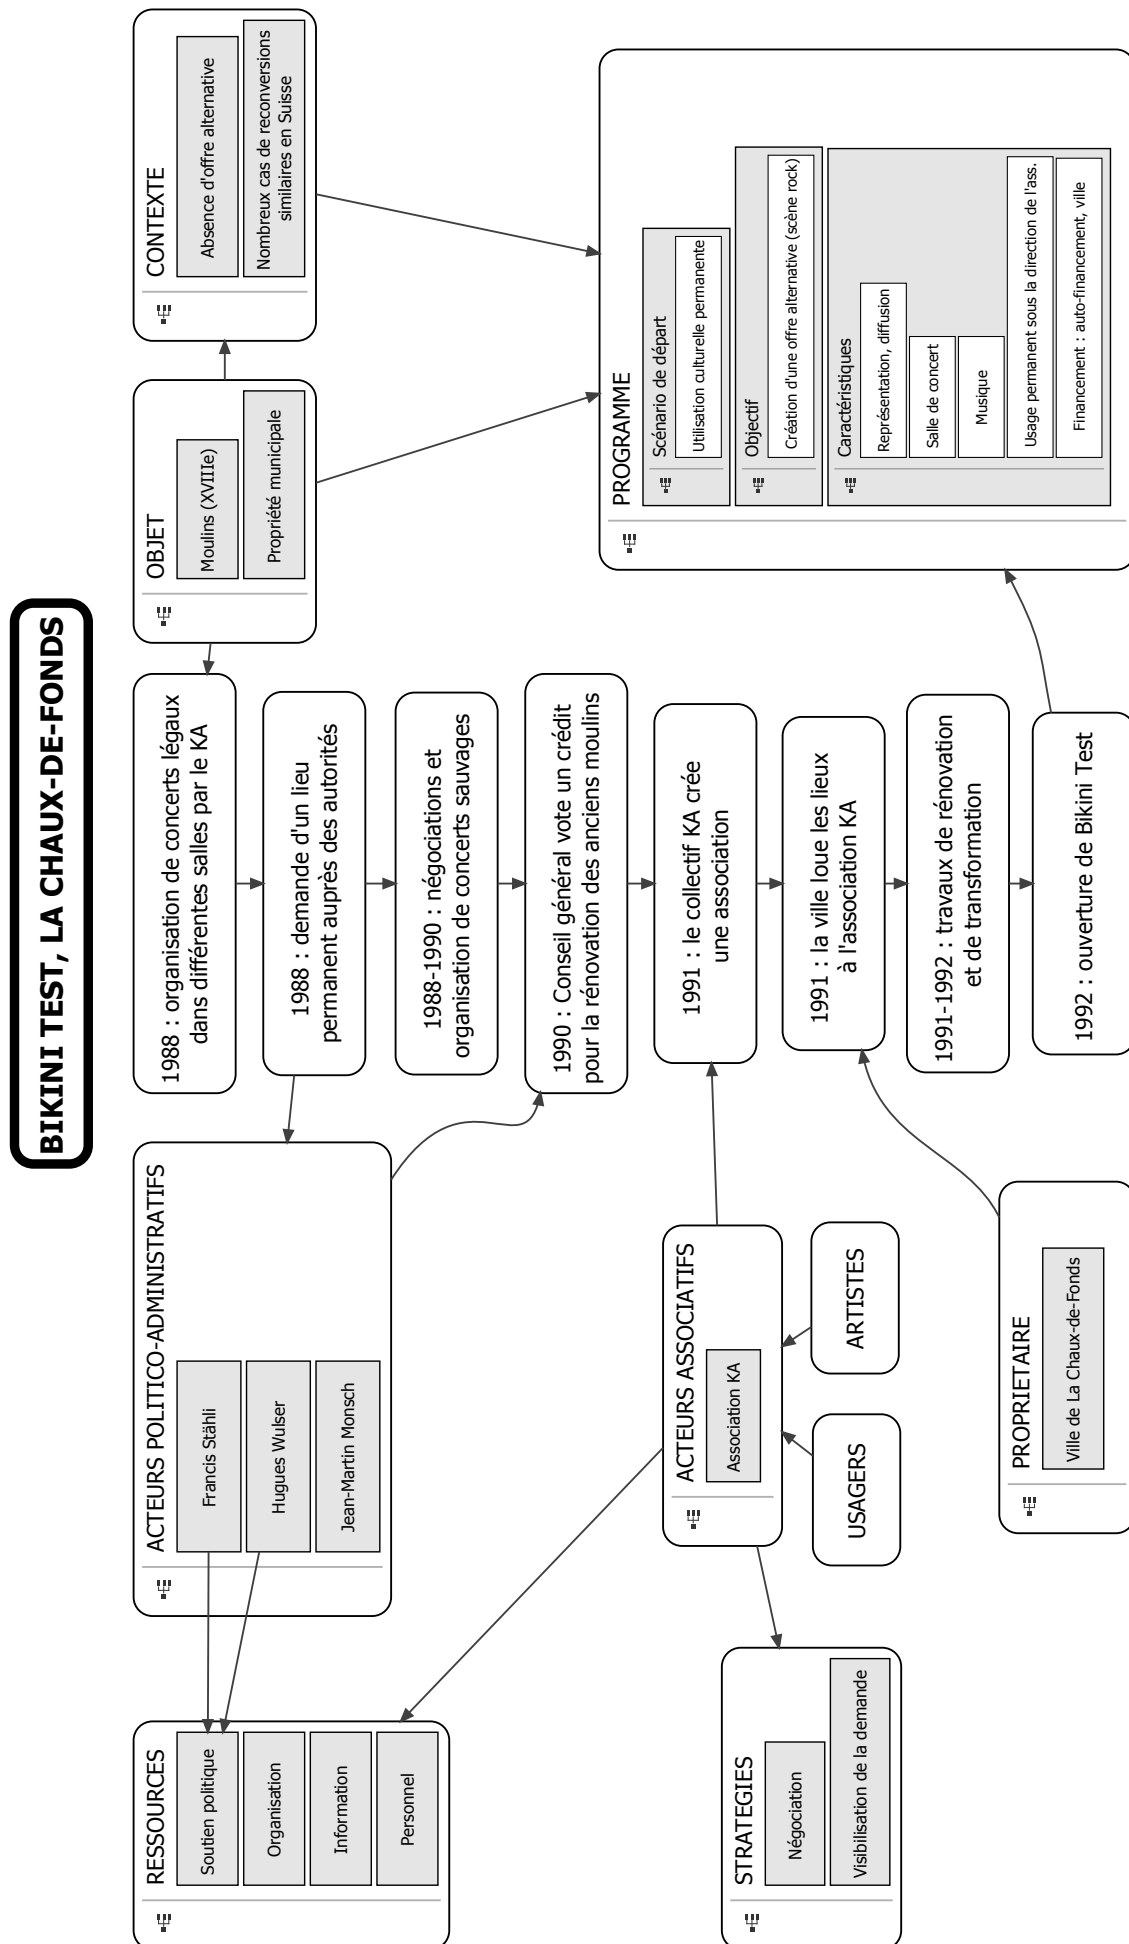 BIKINI TEST, LA CHAUX-DE-FONDS
RESSOURCES
Soutien politique
Organisation
Information
Personnel
ACTEURS POLITICO-ADMINISTRATIFS
Francis Stähli
Hugues Wulser
Jean-Martin Monsch
1988 : organisation de concerts légaux
dans différentes salles par le KA
1988 : demande d'un lieu
permanent auprès des autorités
1988-1990 : négociations et
organisation de concerts sauvages
1990 : Conseil général vote un crédit
pour la rénovation des anciens moulins
1991 : le collectif KA crée
une association
1991 : la ville loue les lieux
à l'association KA
1991-1992 : travaux de rénovation
et de transformation
1992 : ouverture de Bikini Test
OBJET
Moulins (XVIIIe)
Propriété municipale
CONTEXTE
Absence d'offre alternative
Nombreux cas de reconversions
similaires en Suisse
STRATEGIES
Négociation
Visibilisation de la demande
ACTEURS ASSOCIATIFS
Association KA
USAGERS
ARTISTES
PROPRIETAIRE
Ville de La Chaux-de-Fonds
PROGRAMME
Scénario de départ
Utilisation culturelle permanente
Objectif
Création d'une offre alternative (scène rock)
Caractéristiques
Représentation, diffusion
Salle de concert
Musique
Usage permanent sous la direction de l'ass.
Financement : auto-financement, ville